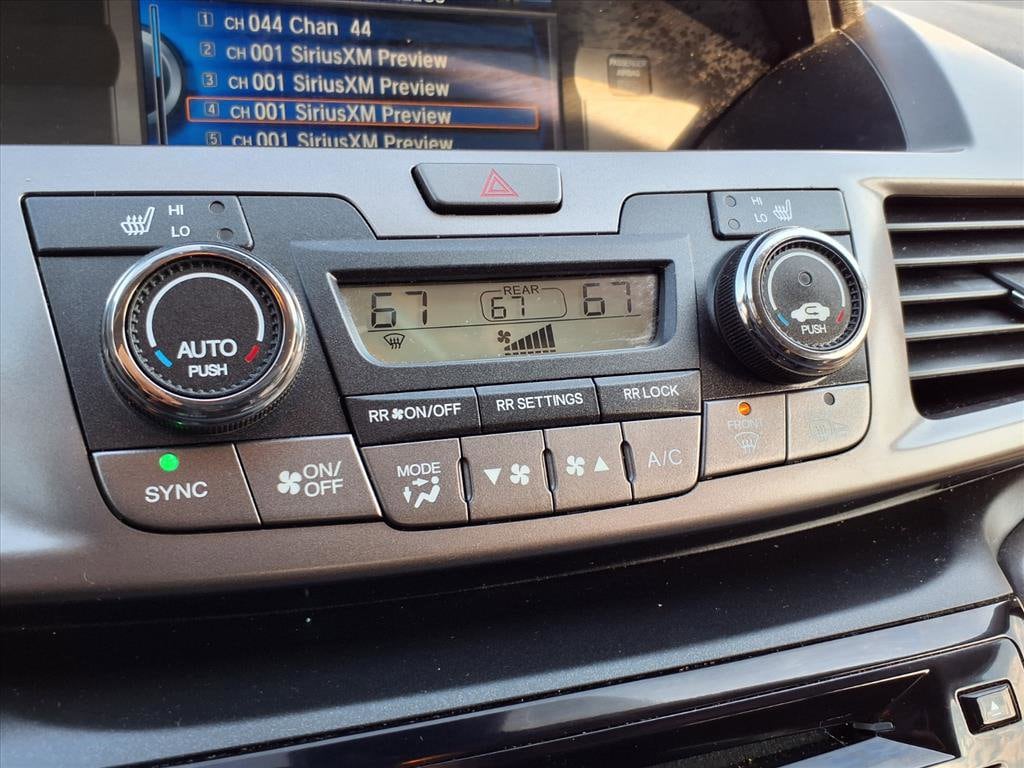 1 CH 044 Chan 44
2 CH 001 SiriusXM Preview
3 CH 001 SiriusXM Preview
4 CH 001 SiriusXM Preview
5 CH 001 SiriusXM Preview
PASSENGER
AIRBAG
HI
LO
HI
LO
67
REAR
67
67
AUTO
PUSH
PUSH
RR ON/OFF
RR SETTINGS
RR LOCK
SYNC
ON/
OFF
MODE
A/C
FRONT